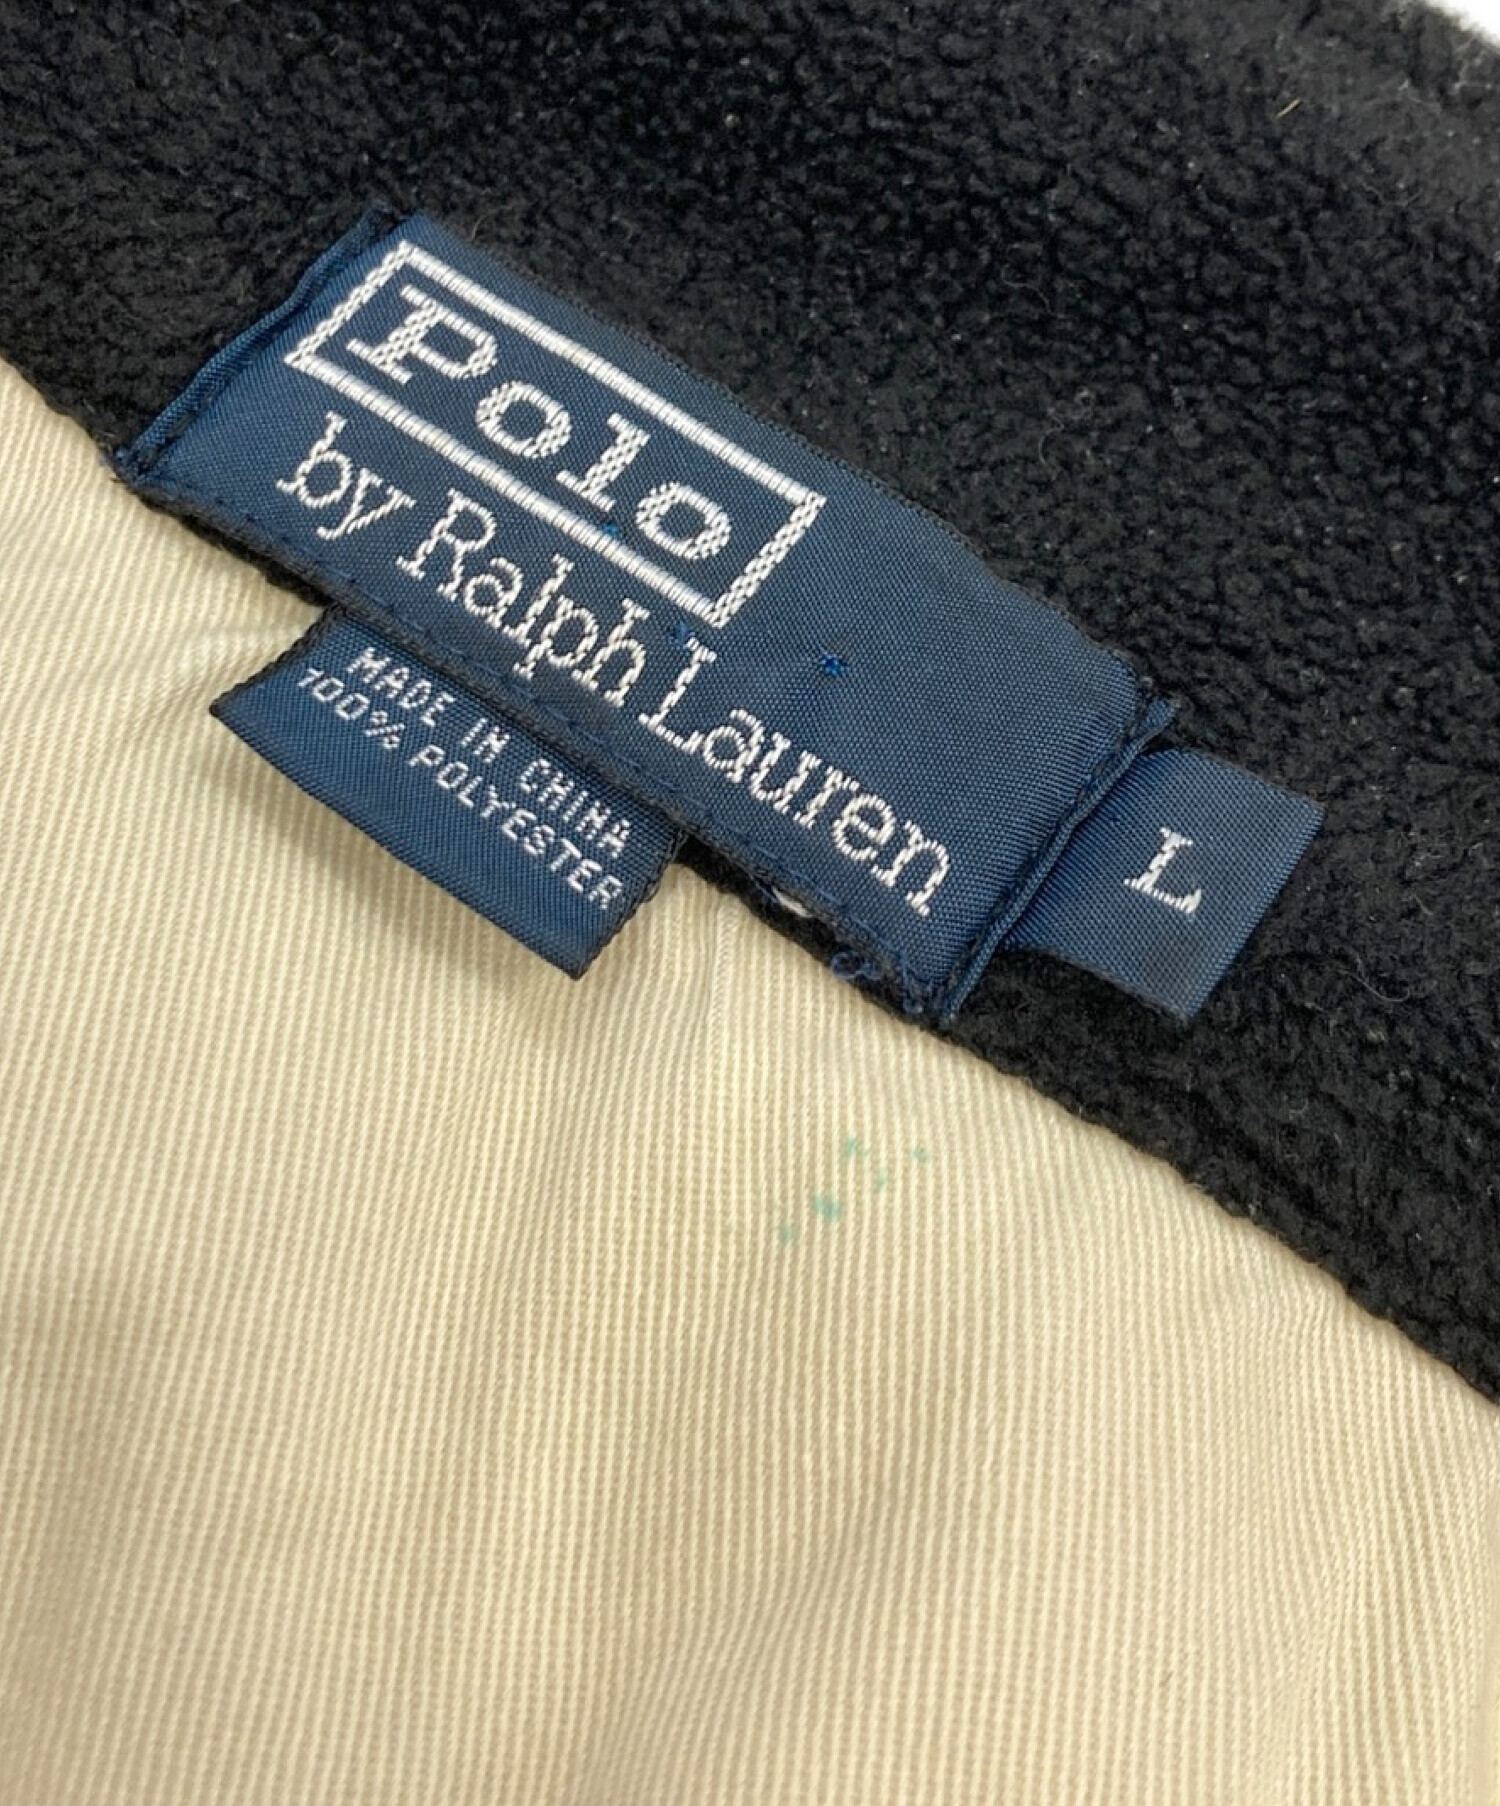 Polo
by Ralph Lauren
L
MADE IN CHINA
100% POLYESTER